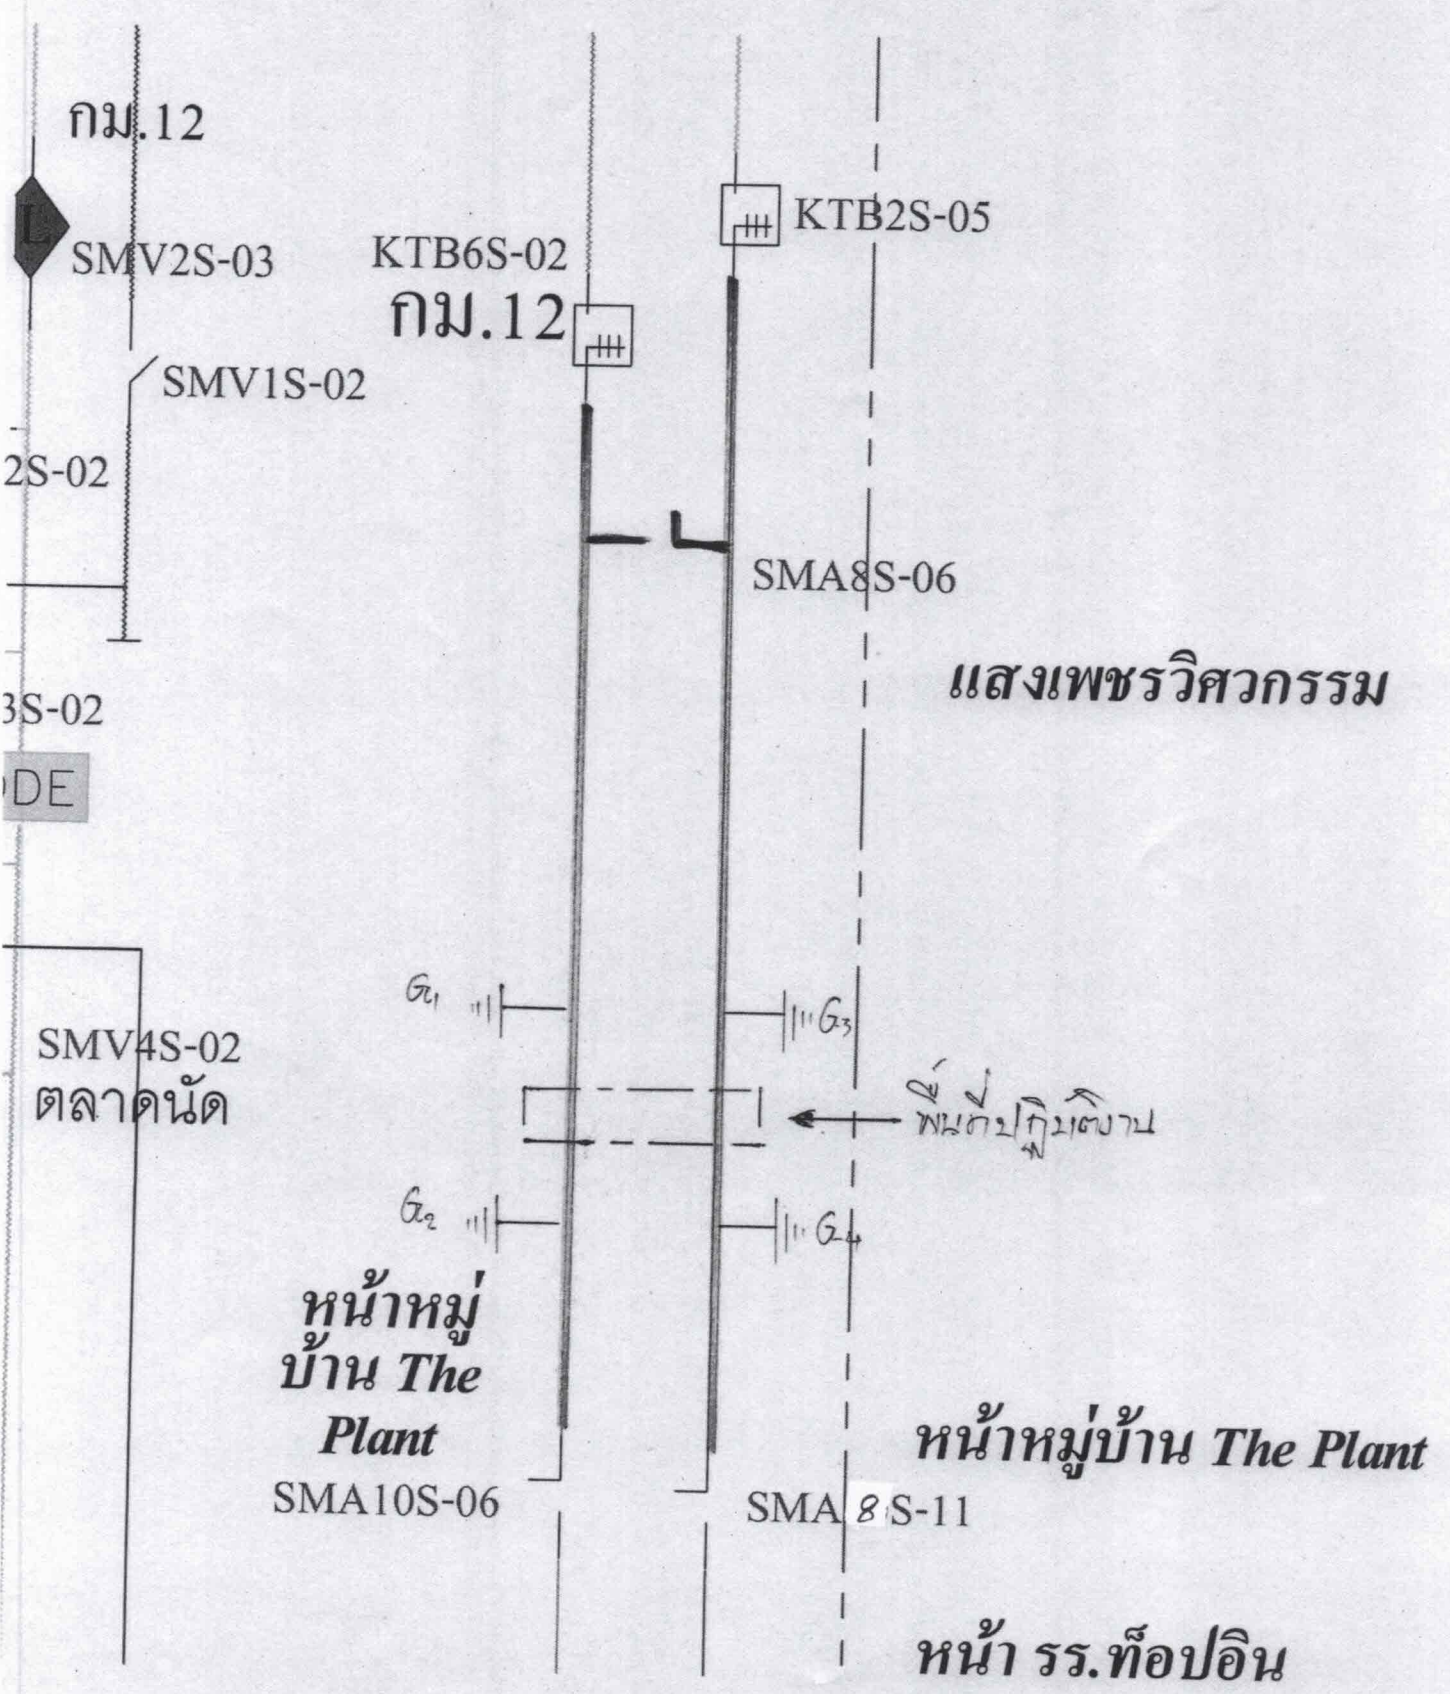 กม.12
L
SMV2S-03
KTB2S-05
KTB6S-02
กม.12
SMV1S-02
2S-02
SMA8S-06
แสงเพชรวิศวกรรม
3S-02
DE
G1
G3
SMV4S-02
ตลาดนัด
พื้นที่ปฏิบัติงาน
G2
G4
หน้าหมู่
บ้าน The
Plant
SMA10S-06
หน้าหมู่บ้าน The Plant
SMA 8 S-11
หน้า รร.ท็อปอิน